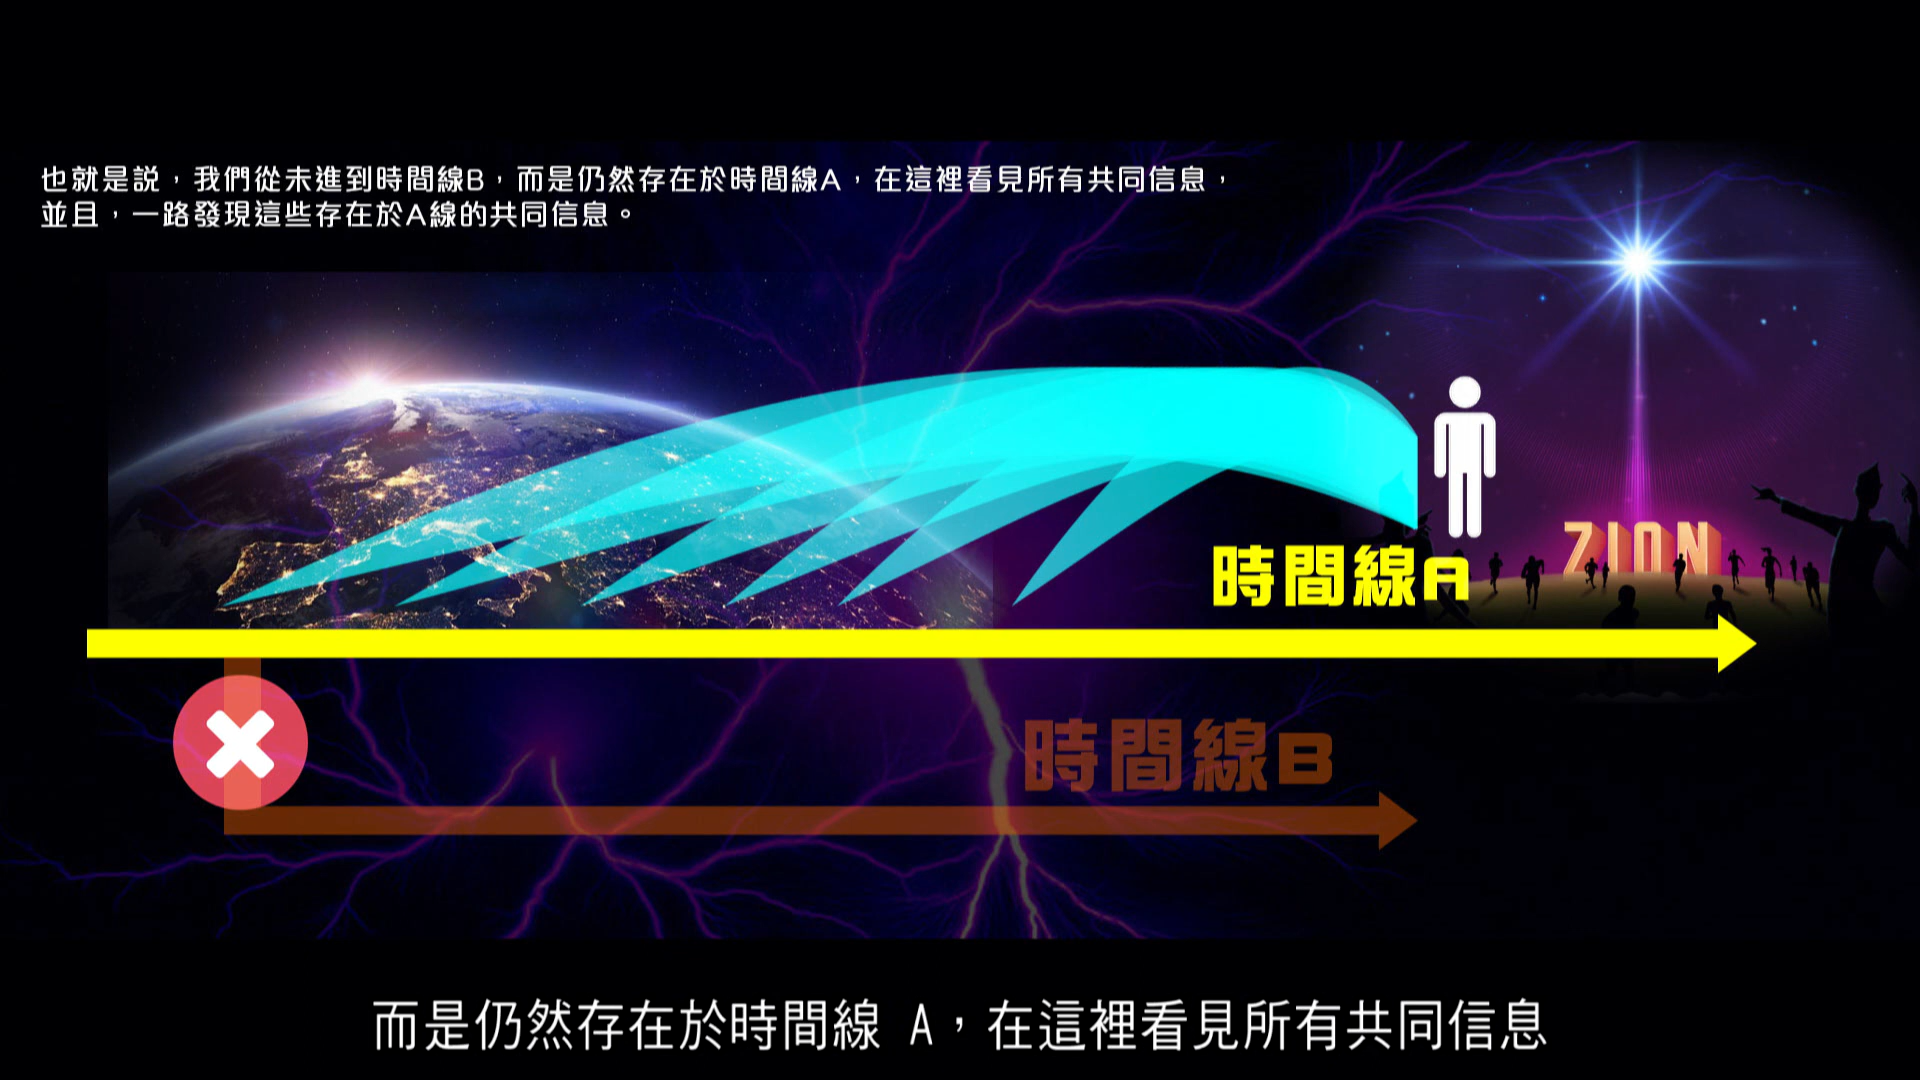 也就是説，我們從未進到時間線B，而是仍然存在於時間線A，在這裡看見所有共同信息，
並且，一路發現這些存在於A線的共同信息。
ZION
時間線A
時間線B
而是仍然存在於時間線 A，在這裡看見所有共同信息